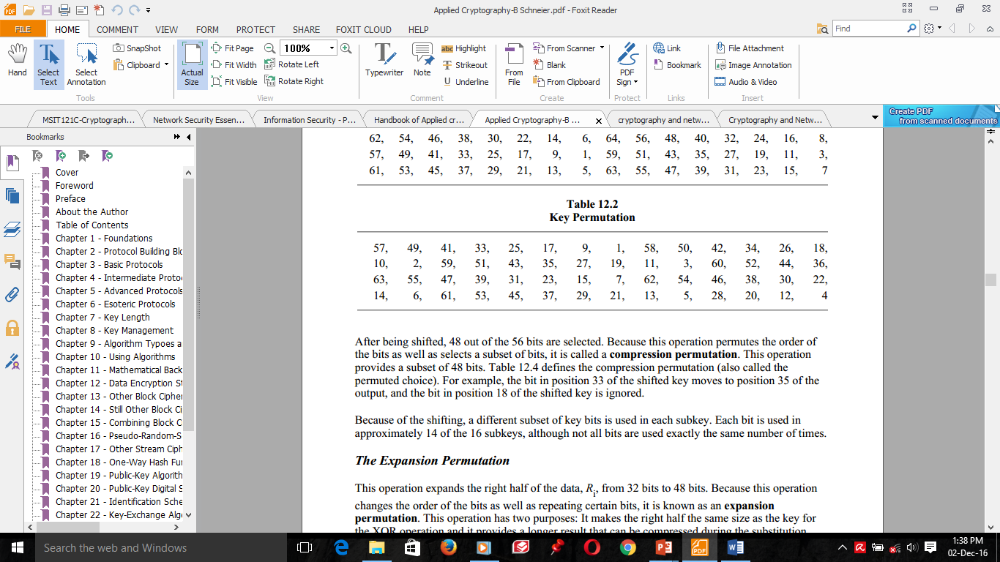 Applied Cryptography-B Schneier.pdf - Foxit Reader
FILE HOME COMMENT VIEW FORM PROTECT SHARE FOXIT CLOUD HELP
Find
Hand
Select Text
Select Annotation
SnapShot
Clipboard
Tools
Actual Size
Fit Page
Fit Width
Fit Visible
100%
Rotate Left
Rotate Right
View
Typewriter
Note
Highlight
Strikeout
Underline
Comment
From File
From Scanner
Blank
From Clipboard
Create
PDF Sign
Protect
Link
Bookmark
Links
File Attachment
Image Annotation
Audio & Video
Insert
MSIT121C-Cryptograph... Network Security Essen... Information Security - P... Handbook of Applied cr... Applied Cryptography-B ... cryptography and netw... Cryptography and Netw...
Create PDF
from scanned documents
Bookmarks
Cover
Foreword
Preface
About the Author
Table of Contents
Chapter 1 - Foundations
Chapter 2 - Protocol Building Blo
Chapter 3 - Basic Protocols
Chapter 4 - Intermediate Protoc
Chapter 5 - Advanced Protocols
Chapter 6 - Esoteric Protocols
Chapter 7 - Key Length
Chapter 8 - Key Management
Chapter 9 - Algorithm Typoes a
Chapter 10 - Using Algorithms
Chapter 11 - Mathematical Back
Chapter 12 - Data Encryption St
Chapter 13 - Other Block Cipher
Chapter 14 - Still Other Block Ci
Chapter 15 - Combining Block C
Chapter 16 - Pseudo-Random-S
Chapter 17 - Other Stream Ciph
Chapter 18 - One-Way Hash Fur
Chapter 19 - Public-Key Algorith
Chapter 20 - Public-Key Digital S
Chapter 21 - Identification Sche
Chapter 22 - Key-Exchange Algo
62, 54, 46, 38, 30, 22, 14, 6, 64, 56, 48, 40, 32, 24, 16, 8,
57, 49, 41, 33, 25, 17, 9, 1, 59, 51, 43, 35, 27, 19, 11, 3,
61, 53, 45, 37, 29, 21, 13, 5, 63, 55, 47, 39, 31, 23, 15, 7
Table 12.2
Key Permutation
57, 49, 41, 33, 25, 17, 9, 1, 58, 50, 42, 34, 26, 18,
10, 2, 59, 51, 43, 35, 27, 19, 11, 3, 60, 52, 44, 36,
63, 55, 47, 39, 31, 23, 15, 7, 62, 54, 46, 38, 30, 22,
14, 6, 61, 53, 45, 37, 29, 21, 13, 5, 28, 20, 12, 4
After being shifted, 48 out of the 56 bits are selected. Because this operation permutes the order of
the bits as well as selects a subset of bits, it is called a compression permutation. This operation
provides a subset of 48 bits. Table 12.4 defines the compression permutation (also called the
permuted choice). For example, the bit in position 33 of the shifted key moves to position 35 of the
output, and the bit in position 18 of the shifted key is ignored.
Because of the shifting, a different subset of key bits is used in each subkey. Each bit is used in
approximately 14 of the 16 subkeys, although not all bits are used exactly the same number of times.
The Expansion Permutation
This operation expands the right half of the data, Ri, from 32 bits to 48 bits. Because this operation
changes the order of the bits as well as repeating certain bits, it is known as an expansion
permutation. This operation has two purposes: It makes the right half the same size as the key for
the XOR operation and it provides a longer result that can be compressed during the substitution
Search the web and Windows
1:38 PM
02-Dec-16